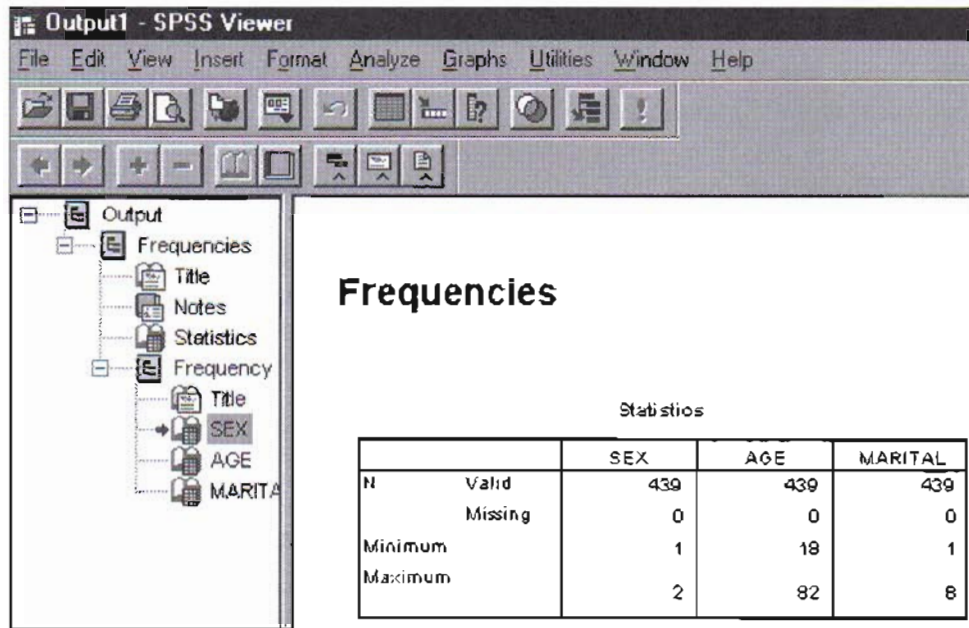 Output1 - SPSS Viewer
File Edit View Insert Format Analyze Graphs Utilities Window Help
Output
Frequencies
Title
Notes
Statistics
Frequency
Title
SEX
AGE
MARITA
Frequencies
Statistics
SEX AGE MARITAL
N Valid 439 439 439
Missing 0 0 0
Minimum 1 18 1
Maximum 2 82 8